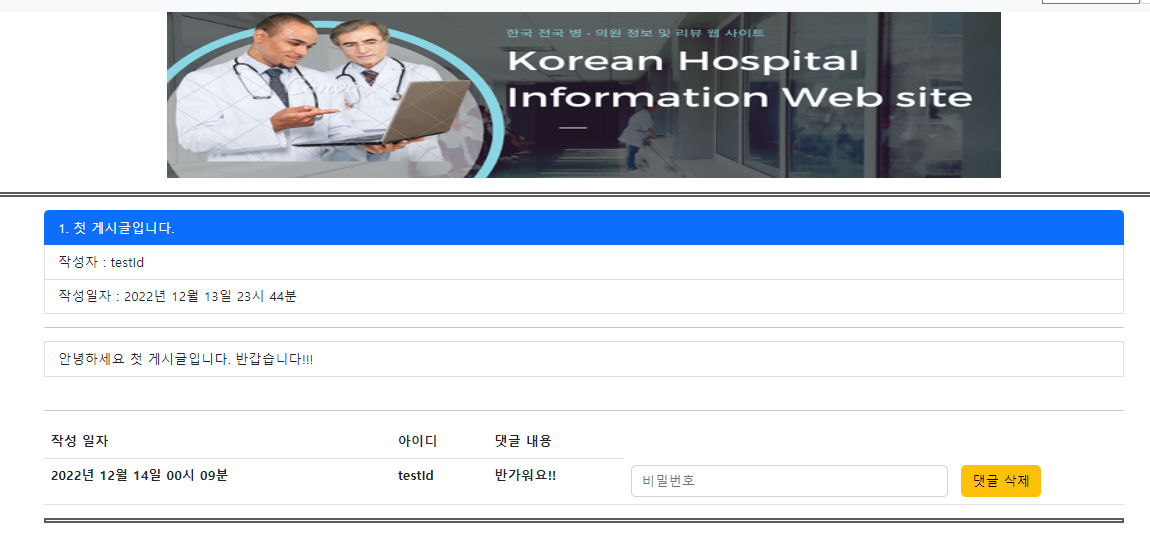 한국 전국 병·의원 정보 및 리뷰 웹 사이트
Korean Hospital
Information Web site
Canva
1. 첫 게시글입니다.
작성자 : testId
작성일자 : 2022년 12월 13일 23시 44분
안녕하세요 첫 게시글입니다. 반갑습니다!!!
작성 일자 아이디 댓글 내용
2022년 12월 14일 00시 09분 testId 반가워요!! 비밀번호 댓글 삭제